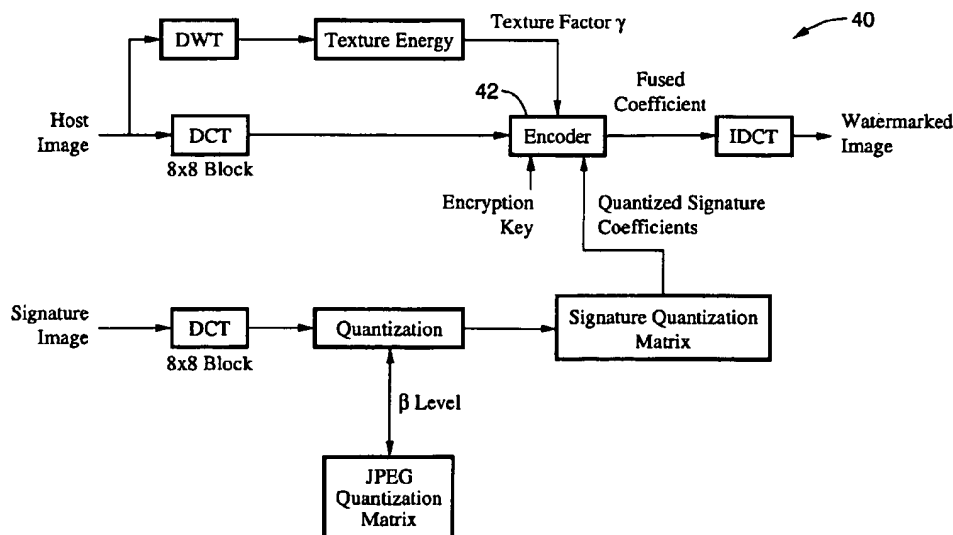 40
Texture Factor γ
DWT
Texture Energy
42
Fused
Coefficient
Host
Image
DCT
8x8 Block
Encoder
IDCT
Watermarked
Image
Encryption
Key
Quantized Signature
Coefficients
Signature
Image
DCT
8x8 Block
Quantization
Signature Quantization
Matrix
β Level
JPEG
Quantization
Matrix